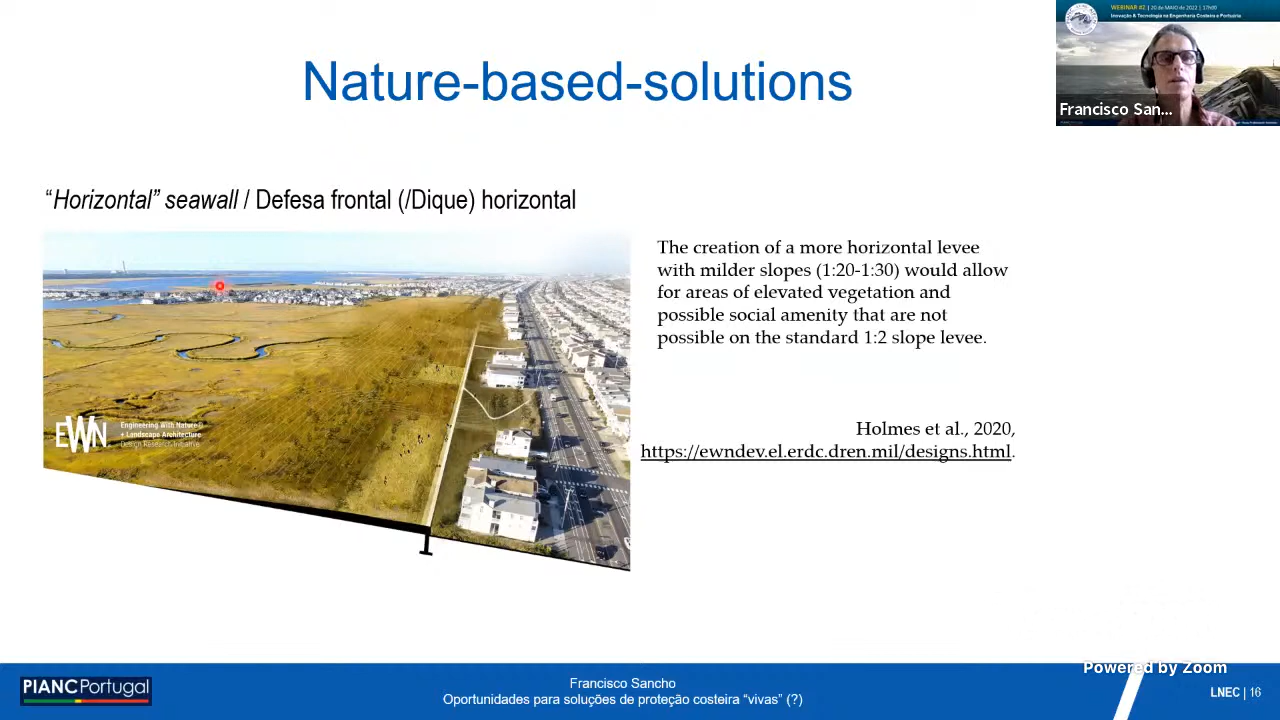 WEBINAR #2 | 20 de MAIO de 2022 | 17h00
Inovação & Tecnologia na Engenharia Costeira e Portuária
Nature-based-solutions
Francisco San...
“Horizontal” seawall / Defesa frontal (/Dique) horizontal
The creation of a more horizontal levee
with milder slopes (1:20-1:30) would allow
for areas of elevated vegetation and
possible social amenity that are not
possible on the standard 1:2 slope levee.
EWN
Engineering With Nature®
+ Landscape Architecture
Design Research Initiative
Holmes et al., 2020,
https://ewndev.el.erdc.dren.mil/designs.html.
Powered by Zoom
PIANC Portugal
Francisco Sancho
Oportunidades para soluções de proteção costeira “vivas” (?)
LNEC | 16